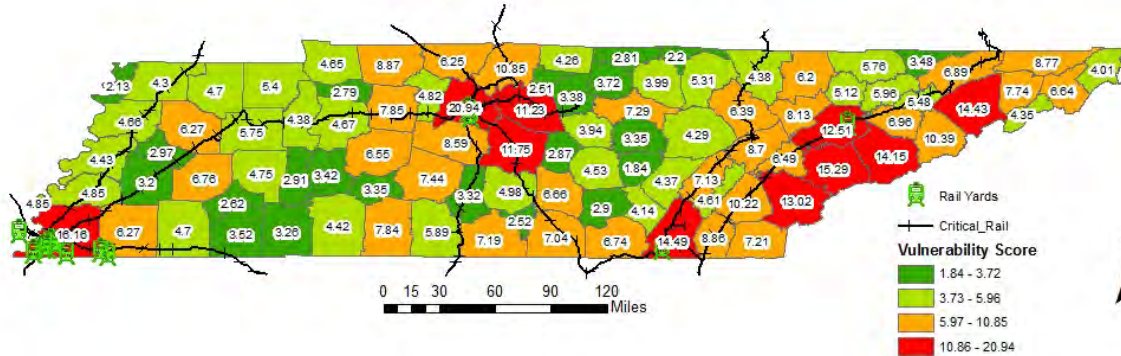 4.65 8.87 6.25 10.85 4.26 2.81 2.2 4.38 6.2 5.76 3.48 6.89 8.77 4.01
2.13 4.3 4.7 5.4 2.79 4.82 2.51 3.72 3.99 5.31 5.12 5.96 5.48 7.74 6.64
4.66 6.27 5.75 4.38 4.67 7.85 20.94 11.23 3.38 7.29 6.39 8.13 12.51 6.96 14.43 4.35
4.43 2.97 6.55 8.59 11.75 3.94 3.35 4.29 8.7 6.49 15.29 14.15 10.39
4.85 4.85 3.2 6.76 4.75 2.91 3.42 3.35 7.44 2.87 4.53 1.84 4.37 7.13 13.02
16.16 6.27 4.7 2.62 3.52 3.26 4.42 7.84 5.89 3.32 4.98 2.52 6.66 2.9 4.14 4.61 10.22
7.19 7.04 6.74 14.49 8.86 7.21
Rail Yards
Critical_Rail
Vulnerability Score
1.84 - 3.72
3.73 - 5.96
5.97 - 10.85
10.86 - 20.94
0 15 30 60 90 120
Miles